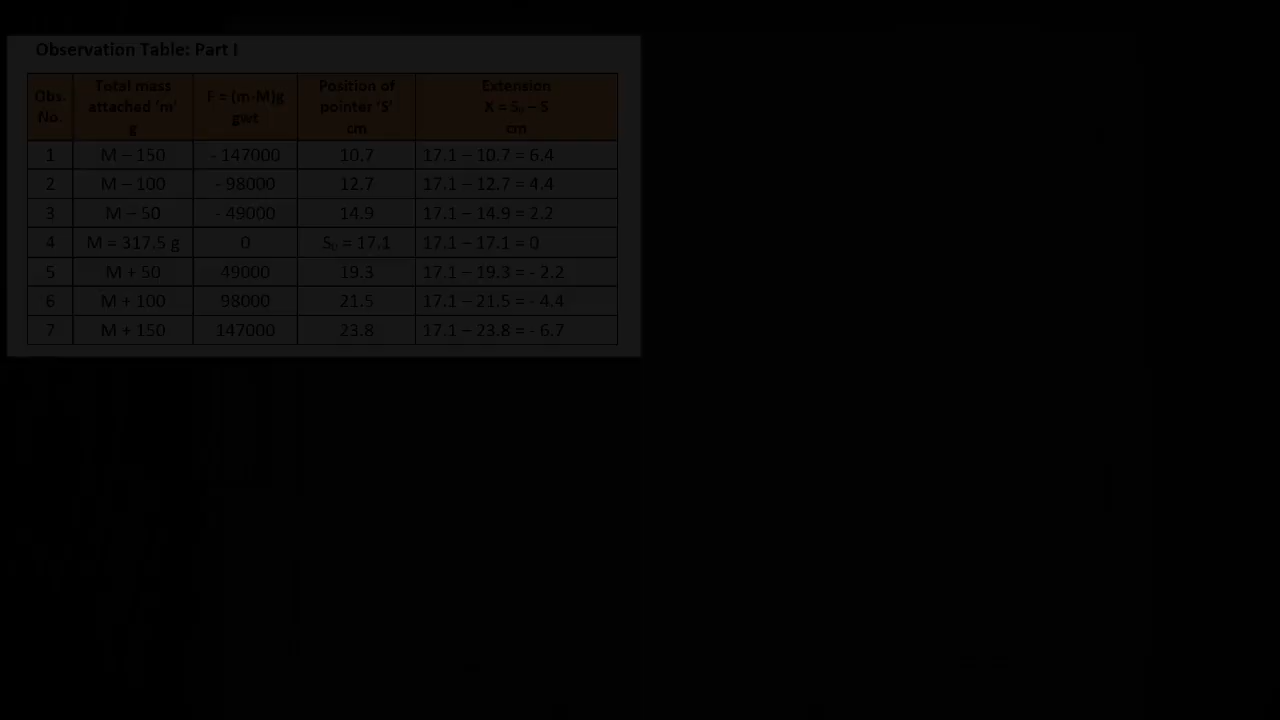 Observation Table: Part I
Obs. No. | Total mass attached 'm' g | F = (m-M)g gwt | Position of pointer 'S' cm | Extension X = S₀ – S cm
1 | M – 150 | - 147000 | 10.7 | 17.1 – 10.7 = 6.4
2 | M – 100 | - 98000 | 12.7 | 17.1 – 12.7 = 4.4
3 | M – 50 | - 49000 | 14.9 | 17.1 – 14.9 = 2.2
4 | M = 317.5 g | 0 | S₀ = 17.1 | 17.1 – 17.1 = 0
5 | M + 50 | 49000 | 19.3 | 17.1 – 19.3 = - 2.2
6 | M + 100 | 98000 | 21.5 | 17.1 – 21.5 = - 4.4
7 | M + 150 | 147000 | 23.8 | 17.1 – 23.8 = - 6.7